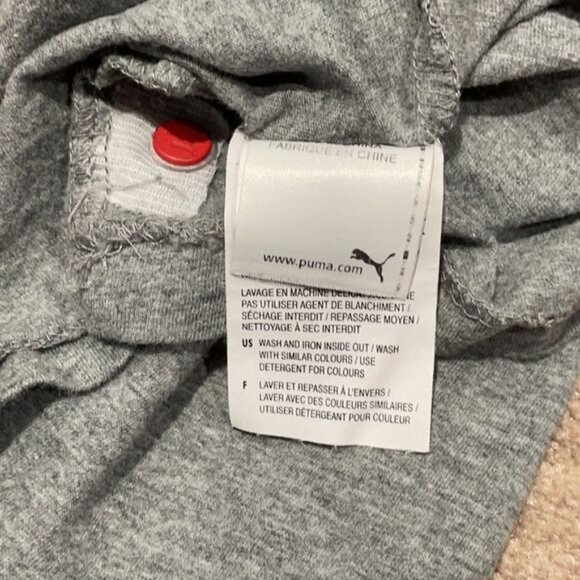 FABRIQUÉ EN CHINE
www.puma.com
LAVAGE EN MACHINE
PAS UTILISER AGENT DE BLANCHIMENT /
SÉCHAGE INTERDIT / REPASSAGE MOYEN /
NETTOYAGE À SEC INTERDIT
US WASH AND IRON INSIDE OUT / WASH
WITH SIMILAR COLOURS / USE
DETERGENT FOR COLOURS
F LAVER ET REPASSER À L'ENVERS /
LAVER AVEC DES COULEURS SIMILAIRES /
UTILISER DÉTERGEANT POUR COULEUR